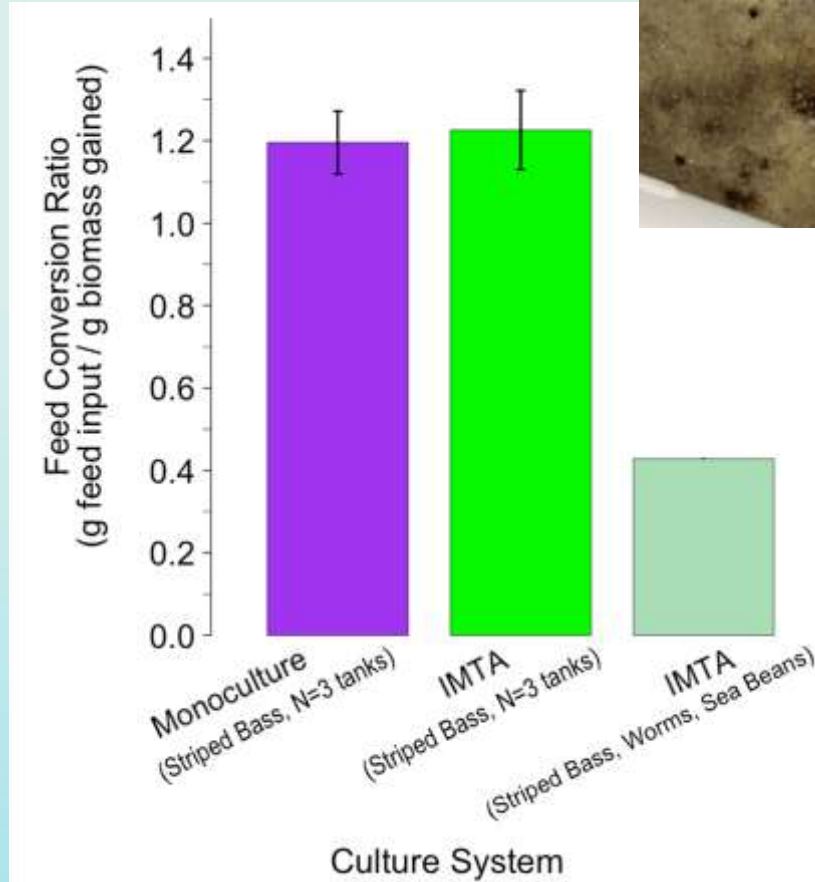 Feed Conversion Ratio
(g feed input / g biomass gained)
1.4
1.2
1.0
0.8
0.6
0.4
0.2
0.0
Monoculture
(Striped Bass, N=3 tanks)
IMTA
(Striped Bass, N=3 tanks)
IMTA
(Striped Bass, Worms, Sea Beans)
Culture System